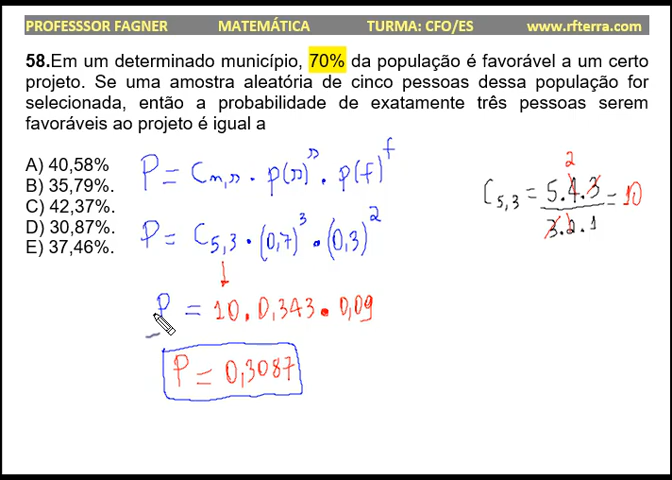 PROFESSSOR FAGNER MATEMÁTICA TURMA: CFO/ES www.rfterra.com
58.Em um determinado município, 70% da população é favorável a um certo
projeto. Se uma amostra aleatória de cinco pessoas dessa população for
selecionada, então a probabilidade de exatamente três pessoas serem
favoráveis ao projeto é igual a
A) 40,58%
B) 35,79%.
C) 42,37%.
D) 30,87%.
E) 37,46%.
P = Cn,s . p(s)^s . p(f)^f
P = C5,3 . (0,7)^3 . (0,3)^2
P = 10 . 0,343 . 0,09
P = 0,3087
2
C5,3 = 5.4.3 = 10
3.2.1